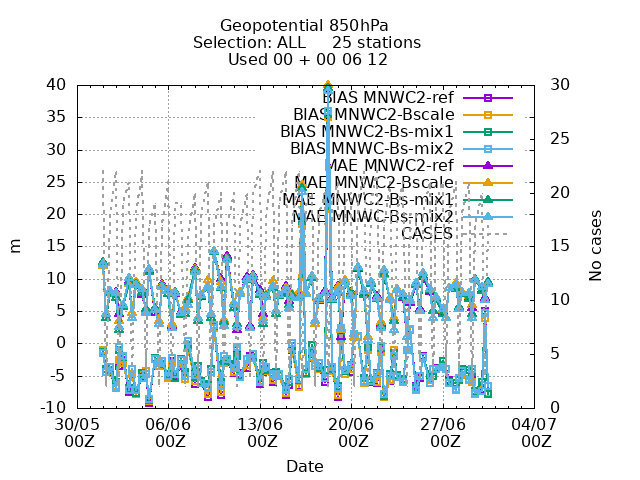 Geopotential 850hPa
Selection: ALL     25 stations
Used 00 + 00 06 12
40
35
30
25
20
15
10
5
0
-5
-10
m
30
25
20
15
10
5
0
No cases
BIAS MNWC2-ref
BIAS MNWC2-Bscale
BIAS MNWC2-Bs-mix1
BIAS MNWC-Bs-mix2
MAE MNWC2-ref
MAE MNWC2-Bscale
MAE MNWC2-Bs-mix1
MAE MNWC-Bs-mix2
CASES
30/05 06/06 13/06 20/06 27/06 04/07
00Z 00Z 00Z 00Z 00Z 00Z
Date